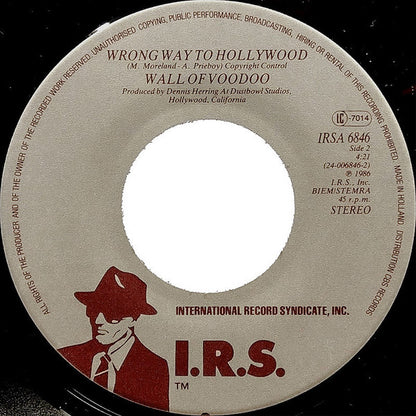 ALL RIGHTS OF THE PRODUCER AND OF THE OWNER OF THE RECORDED WORK RESERVED. UNAUTHORISED COPYING, PUBLIC PERFORMANCE, BROADCASTING, HIRING OR RENTAL OF THIS RECORDING PROHIBITED. MADE IN HOLLAND. DISTRIBUTION CBS RECORDS
WRONG WAY TO HOLLYWOOD
(M. Moreland - A. Prieboy) Copyright Control
WALL OF VOODOO
Produced by Dennis Herring At Distbowl Studios,
Hollywood, California
IC -7014
IRSA 6846
Side 2
4:21
(24-006846-2)
℗ 1986
I.R.S., Inc.
BIEM/STEMRA
45 r.p.m.
STEREO
INTERNATIONAL RECORD SYNDICATE, INC.
I.R.S.
TM